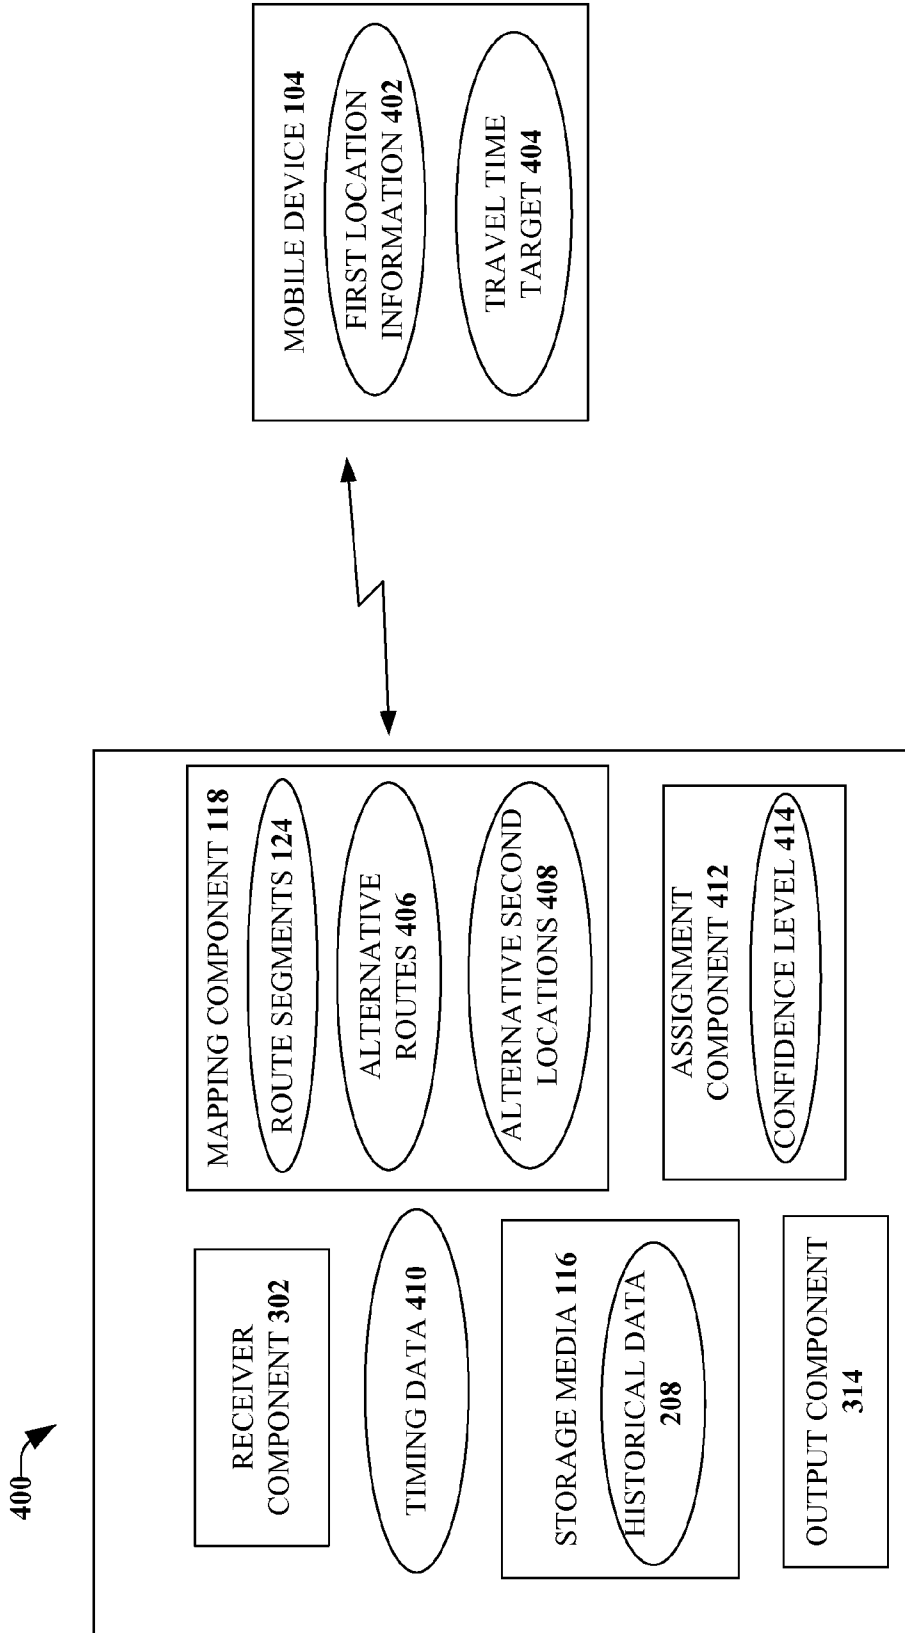 400
RECEIVER
COMPONENT 302
TIMING DATA 410
STORAGE MEDIA 116
HISTORICAL DATA
208
OUTPUT COMPONENT
314
MAPPING COMPONENT 118
ROUTE SEGMENTS 124
ALTERNATIVE
ROUTES 406
ALTERNATIVE SECOND
LOCATIONS 408
ASSIGNMENT
COMPONENT 412
CONFIDENCE LEVEL 414
MOBILE DEVICE 104
FIRST LOCATION
INFORMATION 402
TRAVEL TIME
TARGET 404